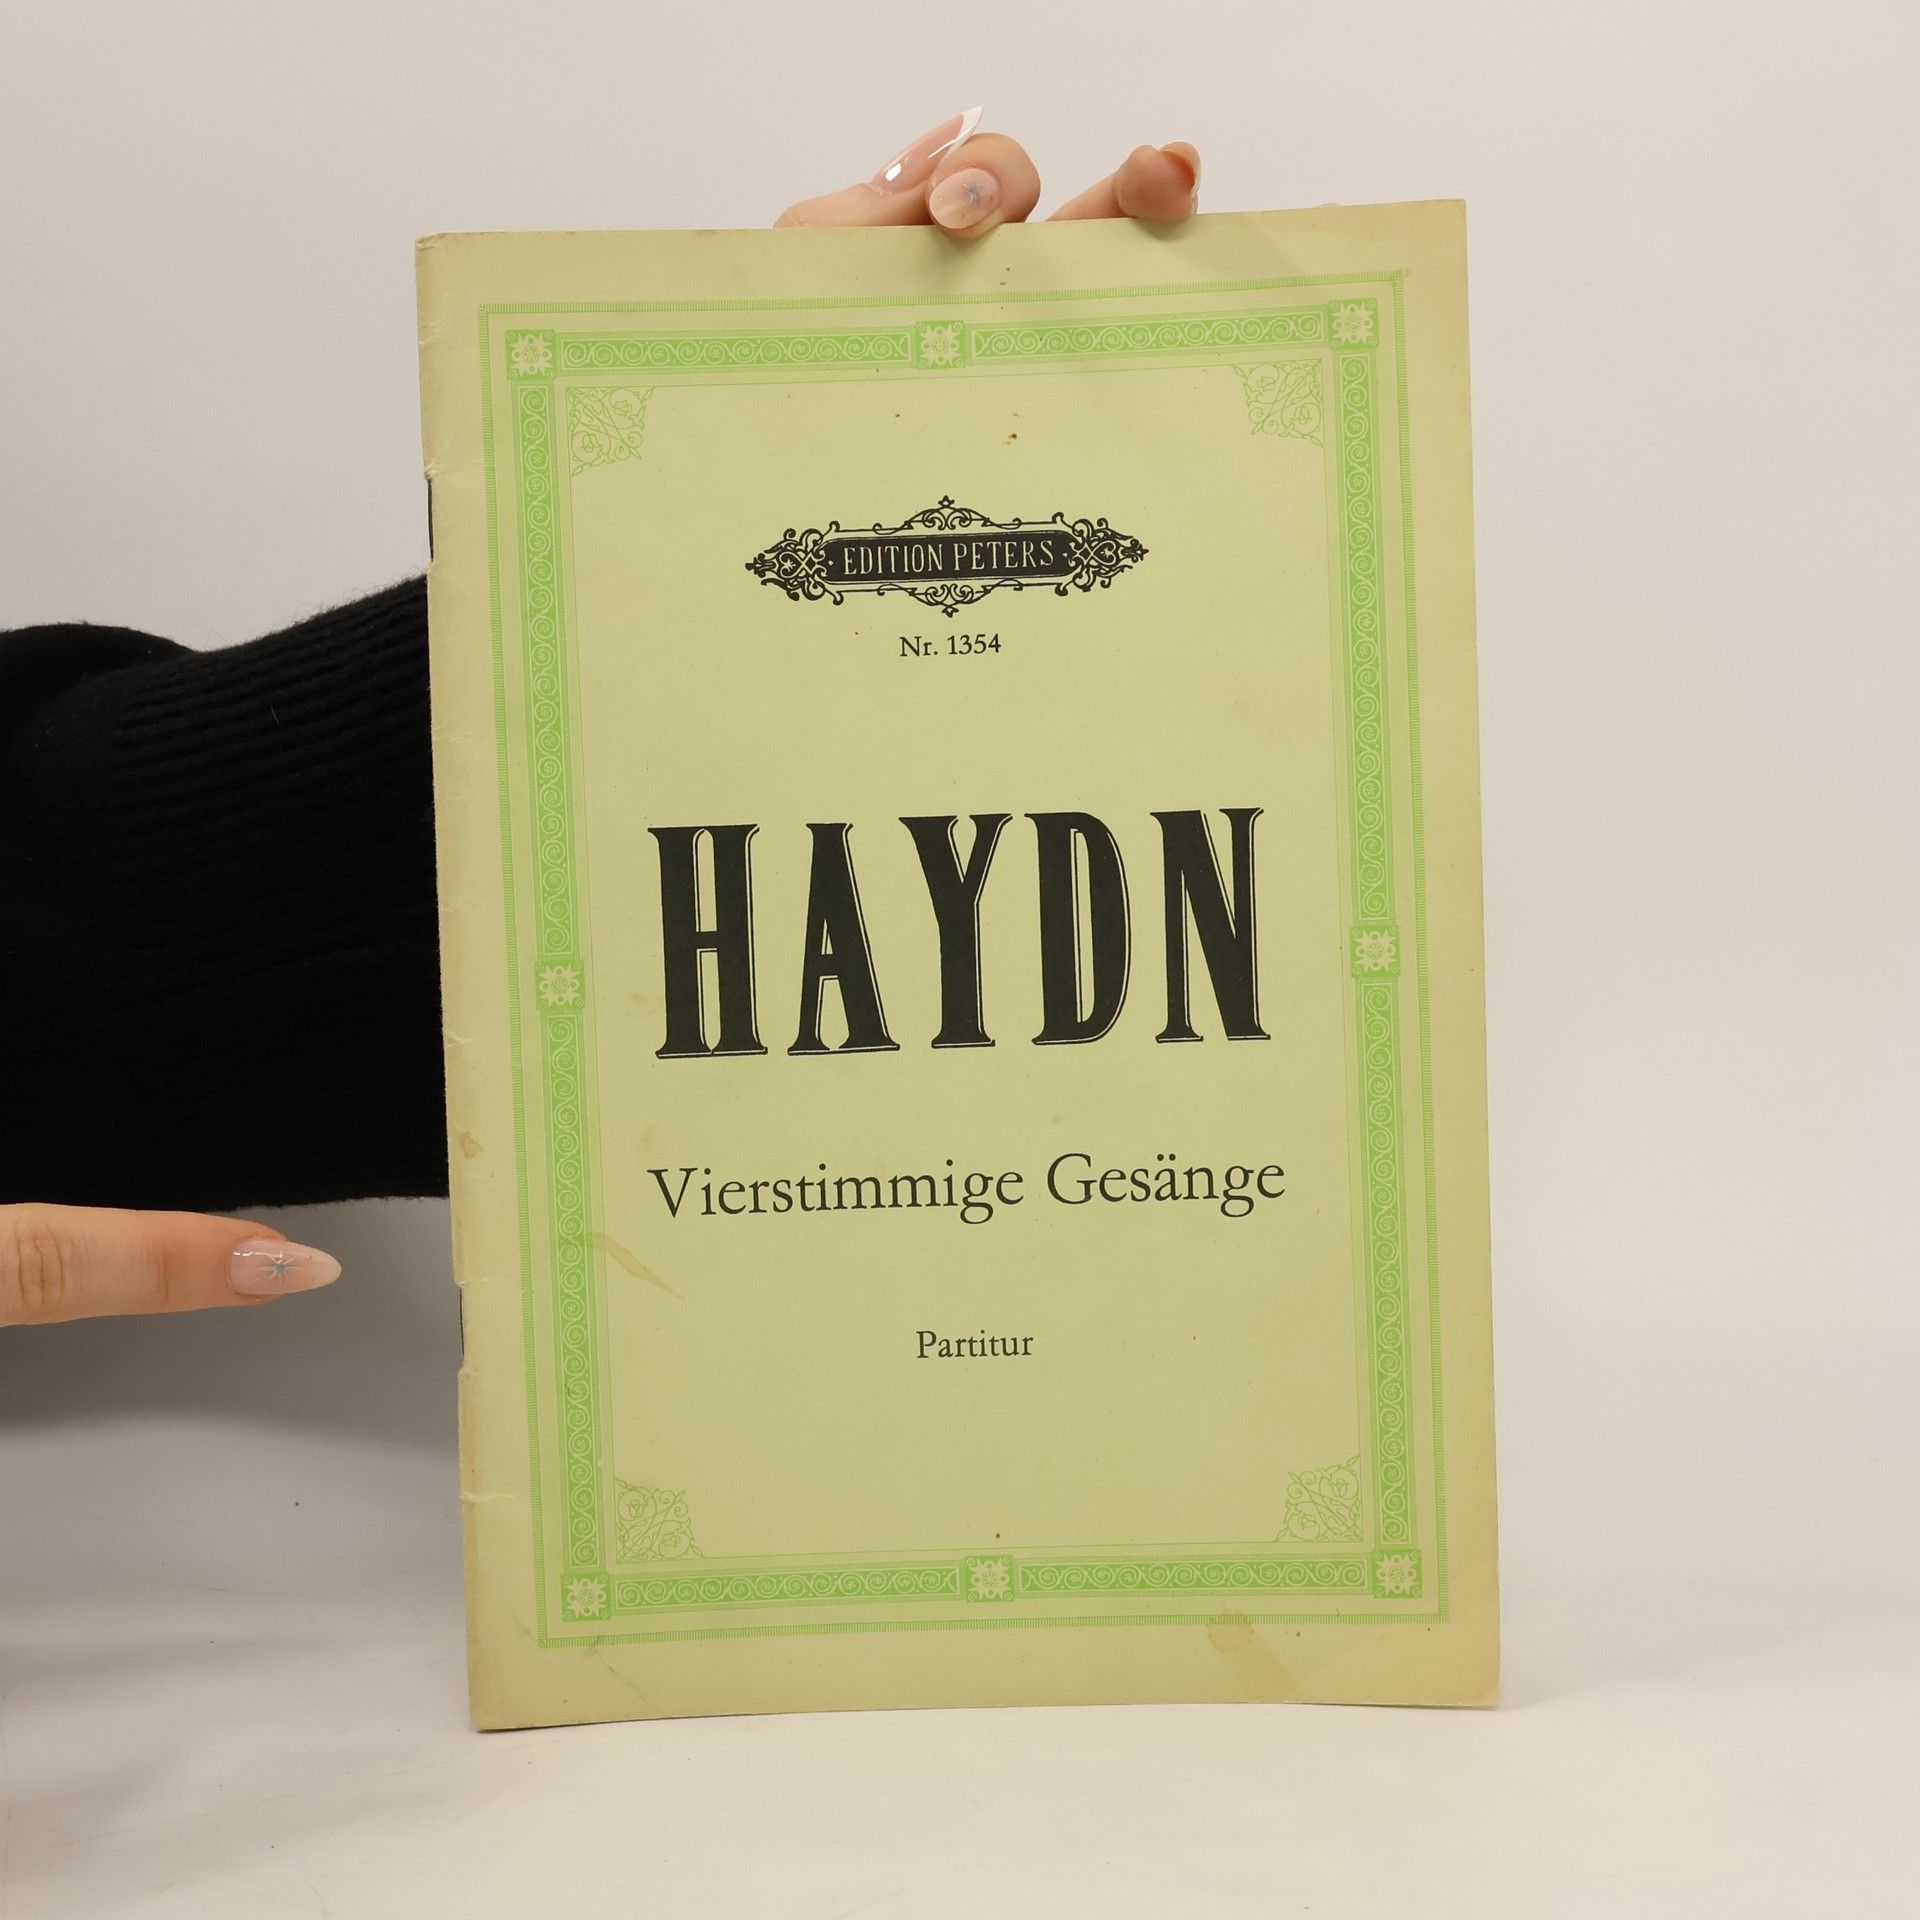 EDITION PETERS
Nr. 1354
HAYDN
Vierstimmige Gesänge
Partitur